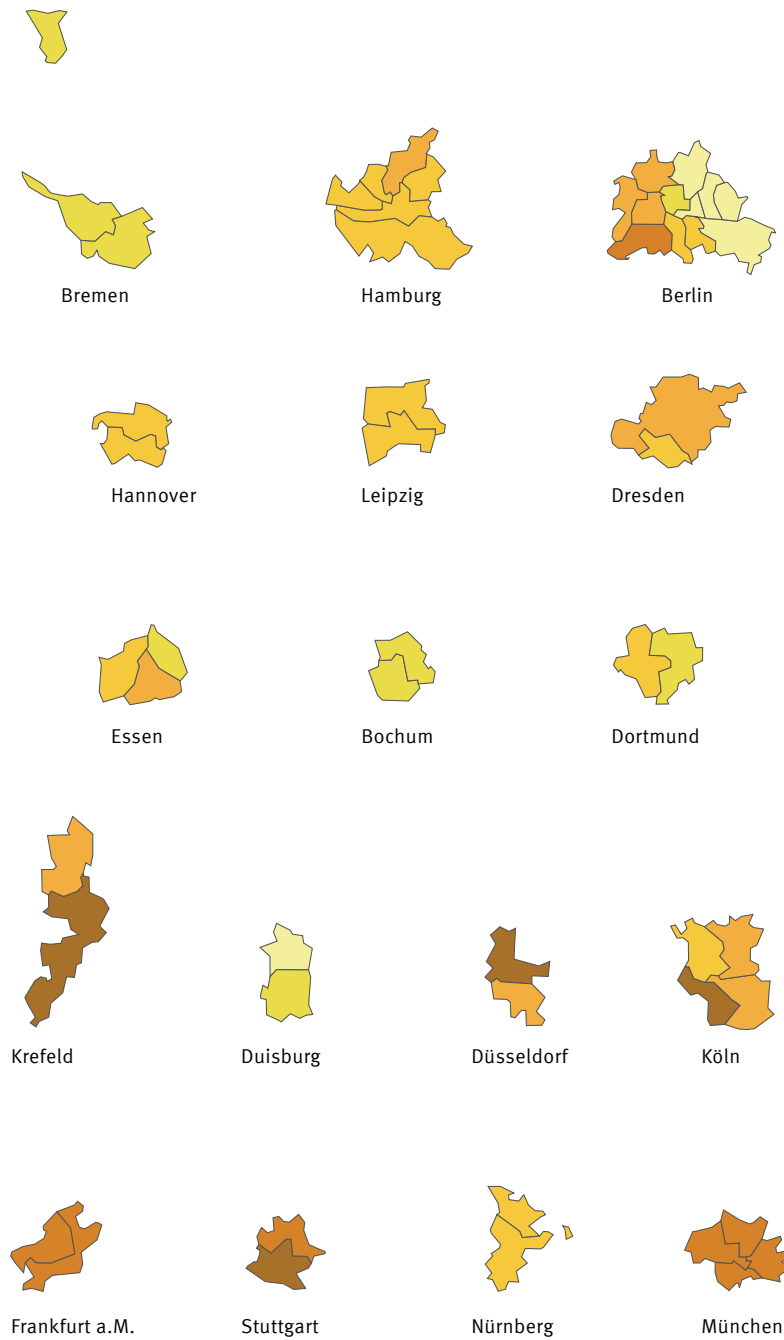 Bremen
Hamburg
Berlin
Hannover
Leipzig
Dresden
Essen
Bochum
Dortmund
Krefeld
Duisburg
Düsseldorf
Köln
Frankfurt a.M.
Stuttgart
Nürnberg
München